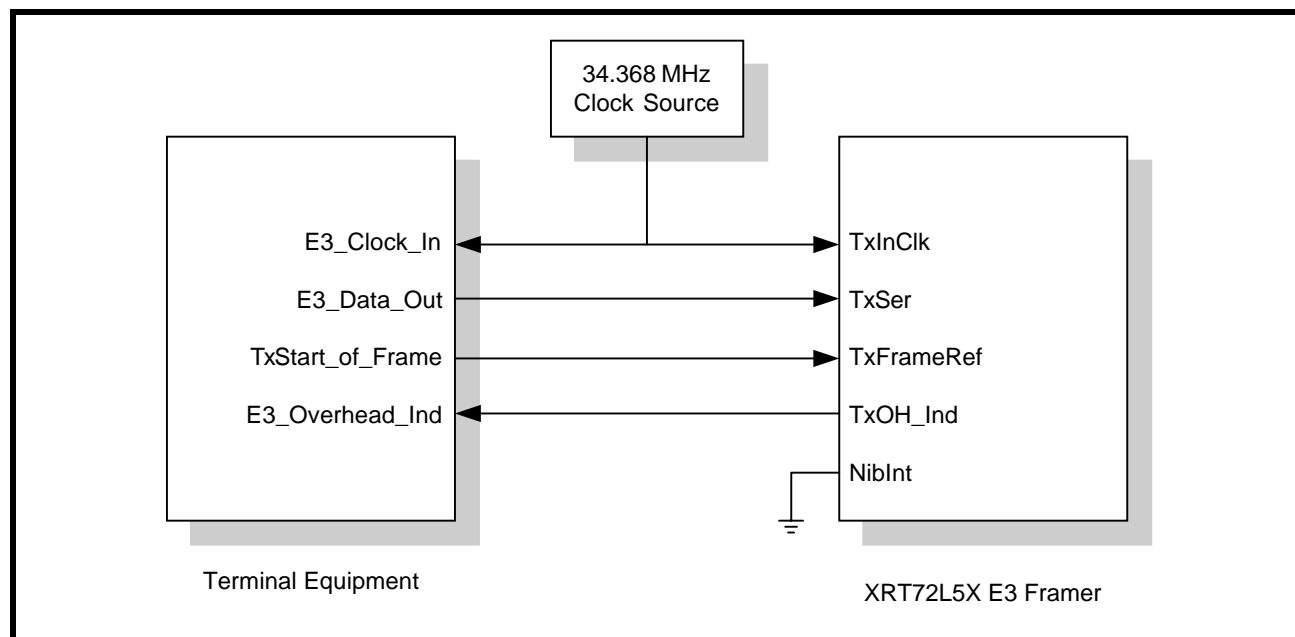 34.368 MHz
Clock Source
E3_Clock_In
TxInClk
E3_Data_Out
TxSer
TxStart_of_Frame
TxFrameRef
E3_Overhead_Ind
TxOH_Ind
NibInt
Terminal Equipment
XRT72L5X E3 Framer